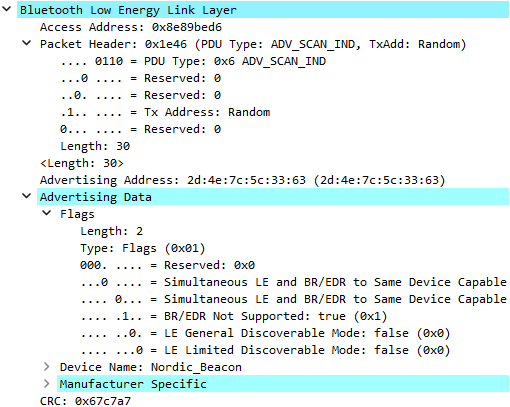 Bluetooth Low Energy Link Layer
Access Address: 0x8e89bed6
Packet Header: 0x1e46 (PDU Type: ADV_SCAN_IND, TxAdd: Random)
.... 0110 = PDU Type: 0x6 ADV_SCAN_IND
...0 .... = Reserved: 0
..0. .... = Reserved: 0
.1.. .... = Tx Address: Random
0... .... = Reserved: 0
Length: 30
<Length: 30>
Advertising Address: 2d:4e:7c:5c:33:63 (2d:4e:7c:5c:33:63)
Advertising Data
Flags
Length: 2
Type: Flags (0x01)
000. .... = Reserved: 0x0
...0 .... = Simultaneous LE and BR/EDR to Same Device Capable
.... 0... = Simultaneous LE and BR/EDR to Same Device Capable
.... .1.. = BR/EDR Not Supported: true (0x1)
.... ..0. = LE General Discoverable Mode: false (0x0)
.... ...0 = LE Limited Discoverable Mode: false (0x0)
Device Name: Nordic_Beacon
Manufacturer Specific
CRC: 0x67c7a7